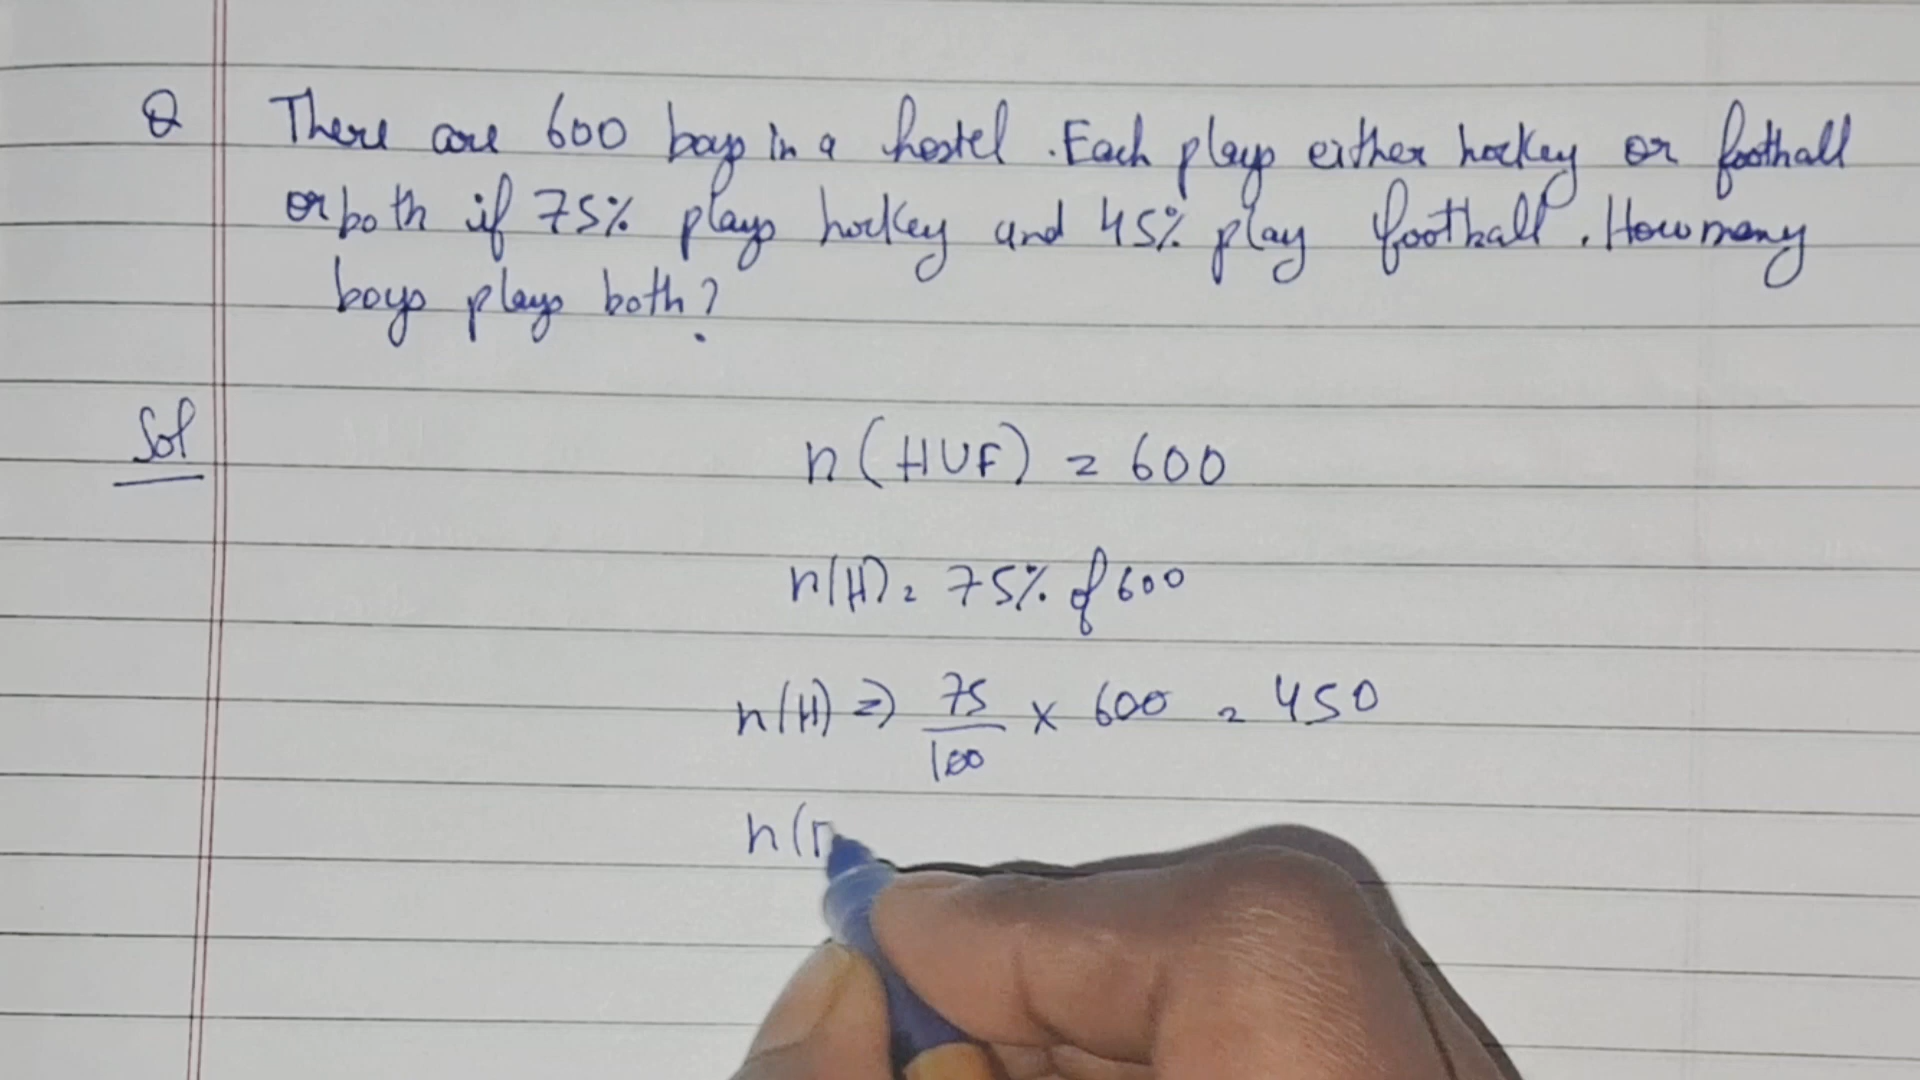 Q There are 600 boys in a hostel. Each plays either hockey or football
or both if 75% plays hockey and 45% play football. How many
boys plays both?
Sol n(HUF) = 600
n(H) = 75% of 600
n(H) => 75/100 × 600 = 450
n(